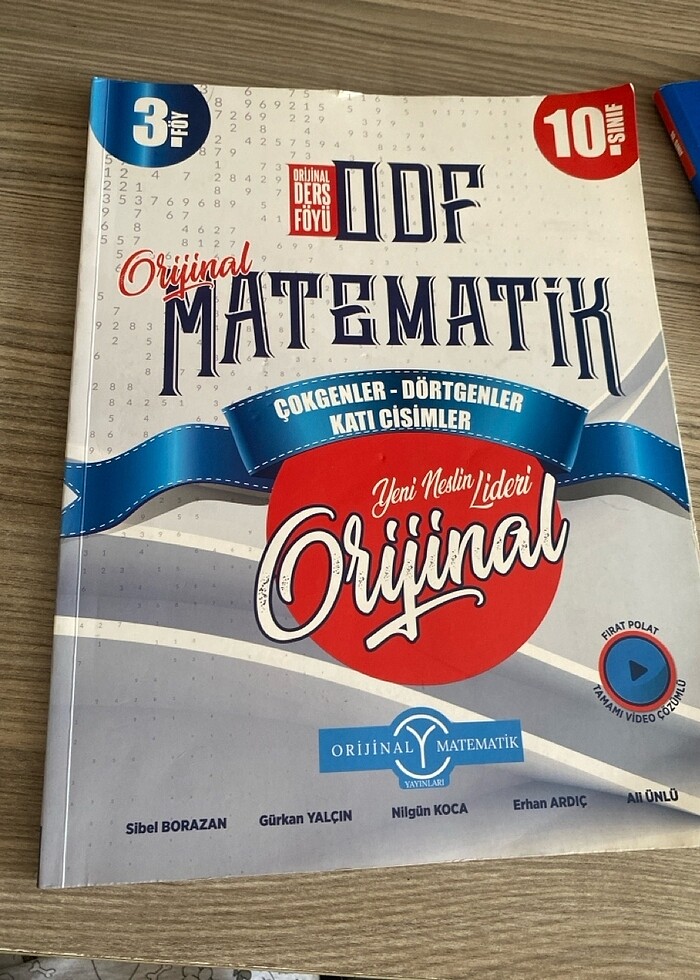 3.FÖY
10.SINIF
ORİJİNAL
DERS
FÖYÜ
ODF
Orijinal
MATEMATİK
ÇOKGENLER - DÖRTGENLER
KATI CİSİMLER
Yeni Neslin Lideri
Orijinal
FIRAT POLAT
TAMAMI VİDEO ÇÖZÜMLÜ
ORİJİNAL MATEMATİK
YAYINLARI
Sibel BORAZAN Gürkan YALÇIN Nilgün KOCA Erhan ARDIÇ Ali ÜNLÜ